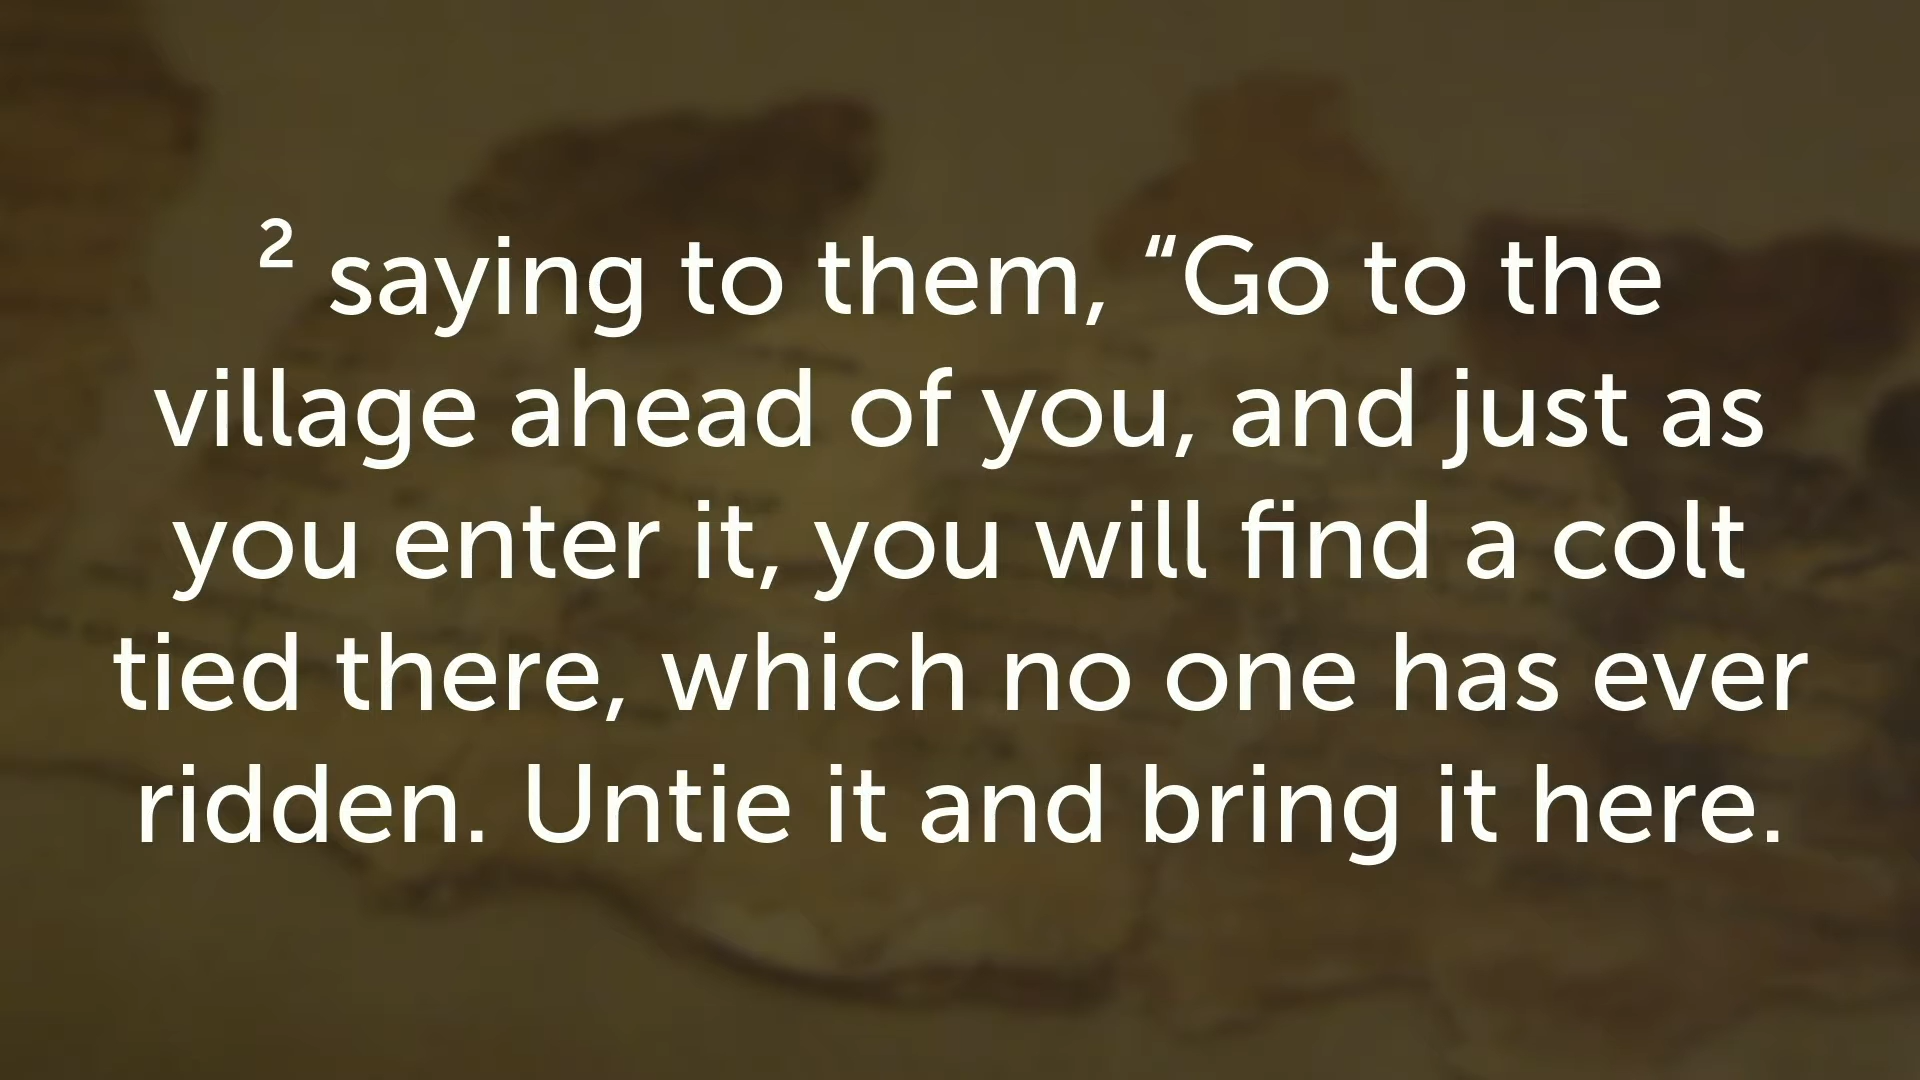 ² saying to them, “Go to the
village ahead of you, and just as
you enter it, you will find a colt
tied there, which no one has ever
ridden. Untie it and bring it here.